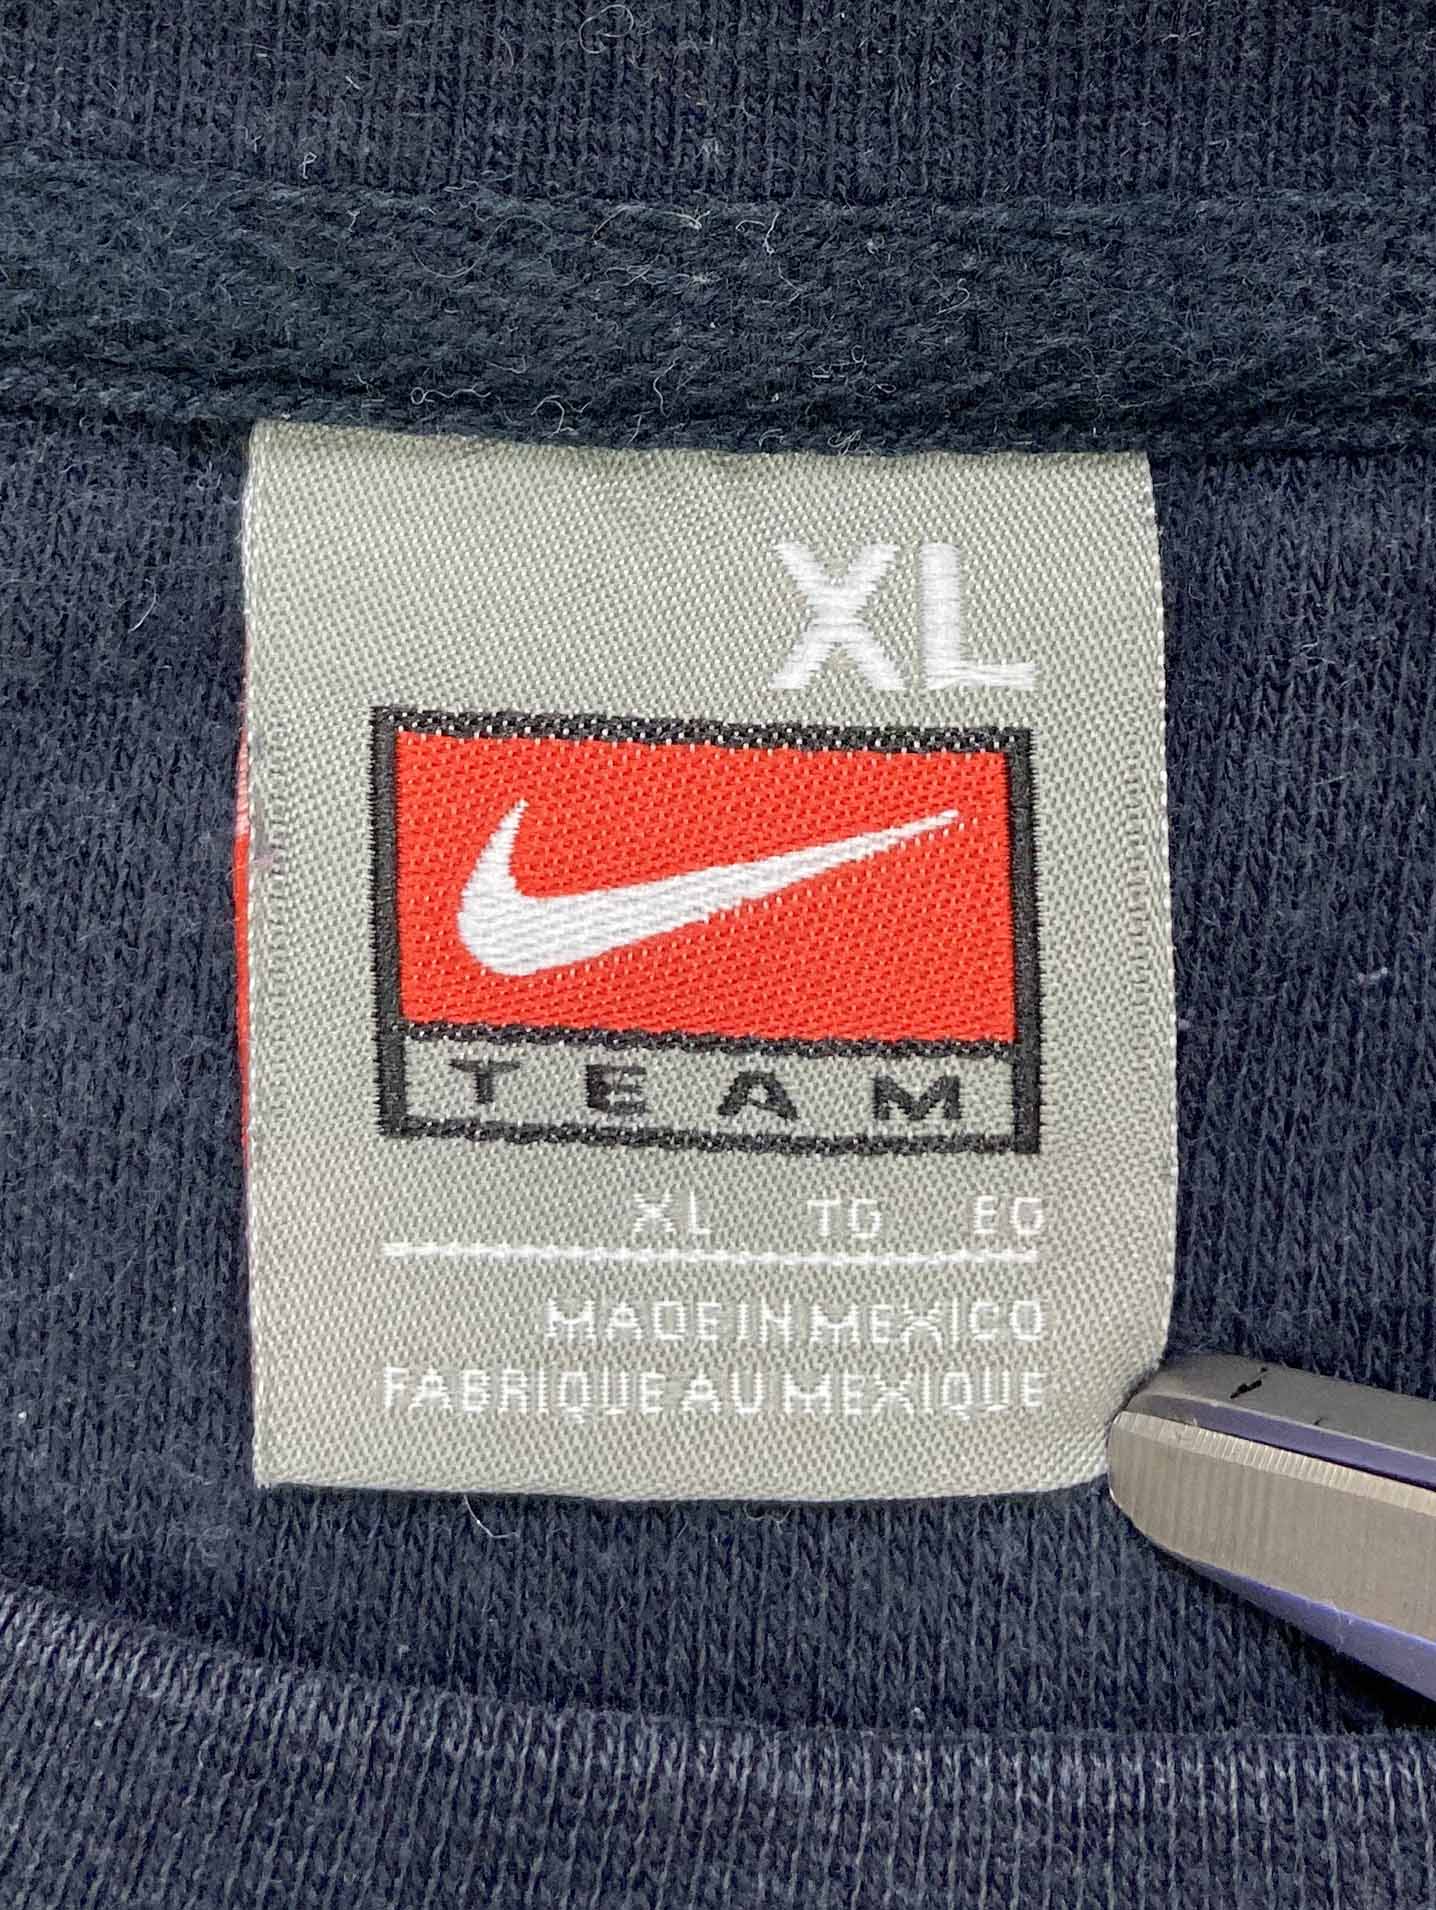 XL
TEAM
XL TG EG
MADE IN MEXICO
FABRIQUE AU MEXIQUE